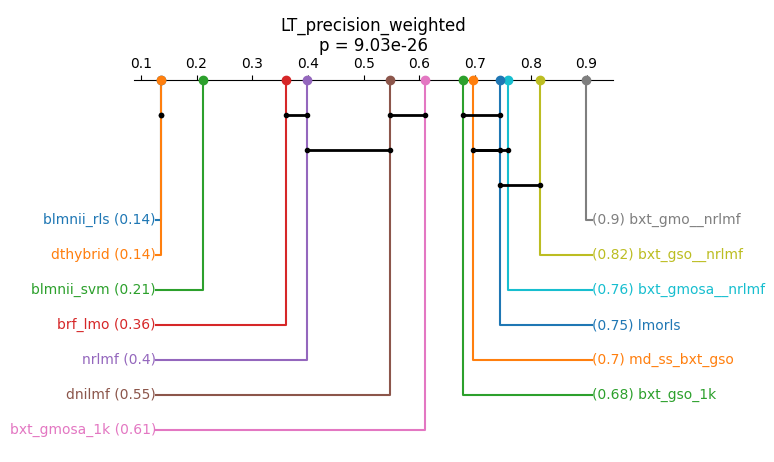 LT_precision_weighted
p = 9.03e-26
0.1 0.2 0.3 0.4 0.5 0.6 0.7 0.8 0.9
blmnii_rls (0.14)
(0.9) bxt_gmo__nrlmf
dthybrid (0.14)
(0.82) bxt_gso__nrlmf
blmnii_svm (0.21)
(0.76) bxt_gmosa__nrlmf
brf_lmo (0.36)
(0.75) lmorls
nrlmf (0.4)
(0.7) md_ss_bxt_gso
dnilmf (0.55)
(0.68) bxt_gso_1k
bxt_gmosa_1k (0.61)